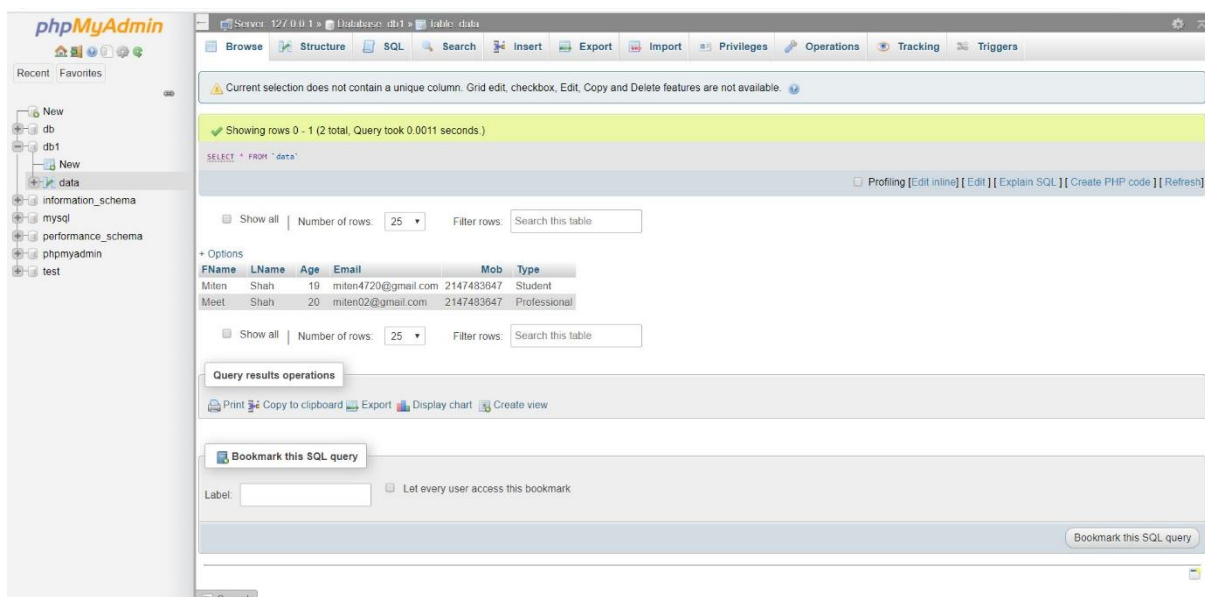 phpMyAdmin
Recent Favorites
New
db
db1
New
data
information_schema
mysql
performance_schema
phpmyadmin
test
Server: 127.0.0.1 » Database: db1 » Table: data
Browse Structure SQL Search Insert Export Import Privileges Operations Tracking Triggers
Current selection does not contain a unique column. Grid edit, checkbox, Edit, Copy and Delete features are not available.
Showing rows 0 - 1 (2 total, Query took 0.0011 seconds.)
SELECT * FROM `data`
Profiling [Edit inline] [ Edit ] [ Explain SQL ] [ Create PHP code ] [ Refresh]
Show all | Number of rows: 25 Filter rows: Search this table
+ Options
FName LName Age Email Mob Type
Miten Shah 19 miten4720@gmail.com 2147483647 Student
Meet Shah 20 miten02@gmail.com 2147483647 Professional
Show all | Number of rows: 25 Filter rows: Search this table
Query results operations
Print Copy to clipboard Export Display chart Create view
Bookmark this SQL query
Label: Let every user access this bookmark
Bookmark this SQL query